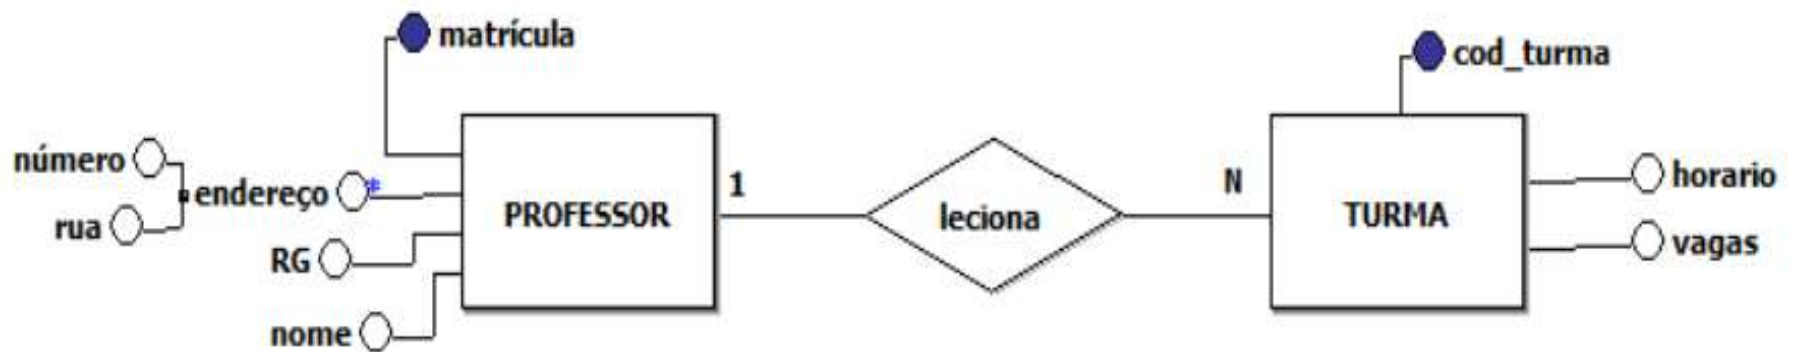 matrícula
cod_turma
número
endereço *
rua
RG
nome
PROFESSOR
1
leciona
N
TURMA
horario
vagas